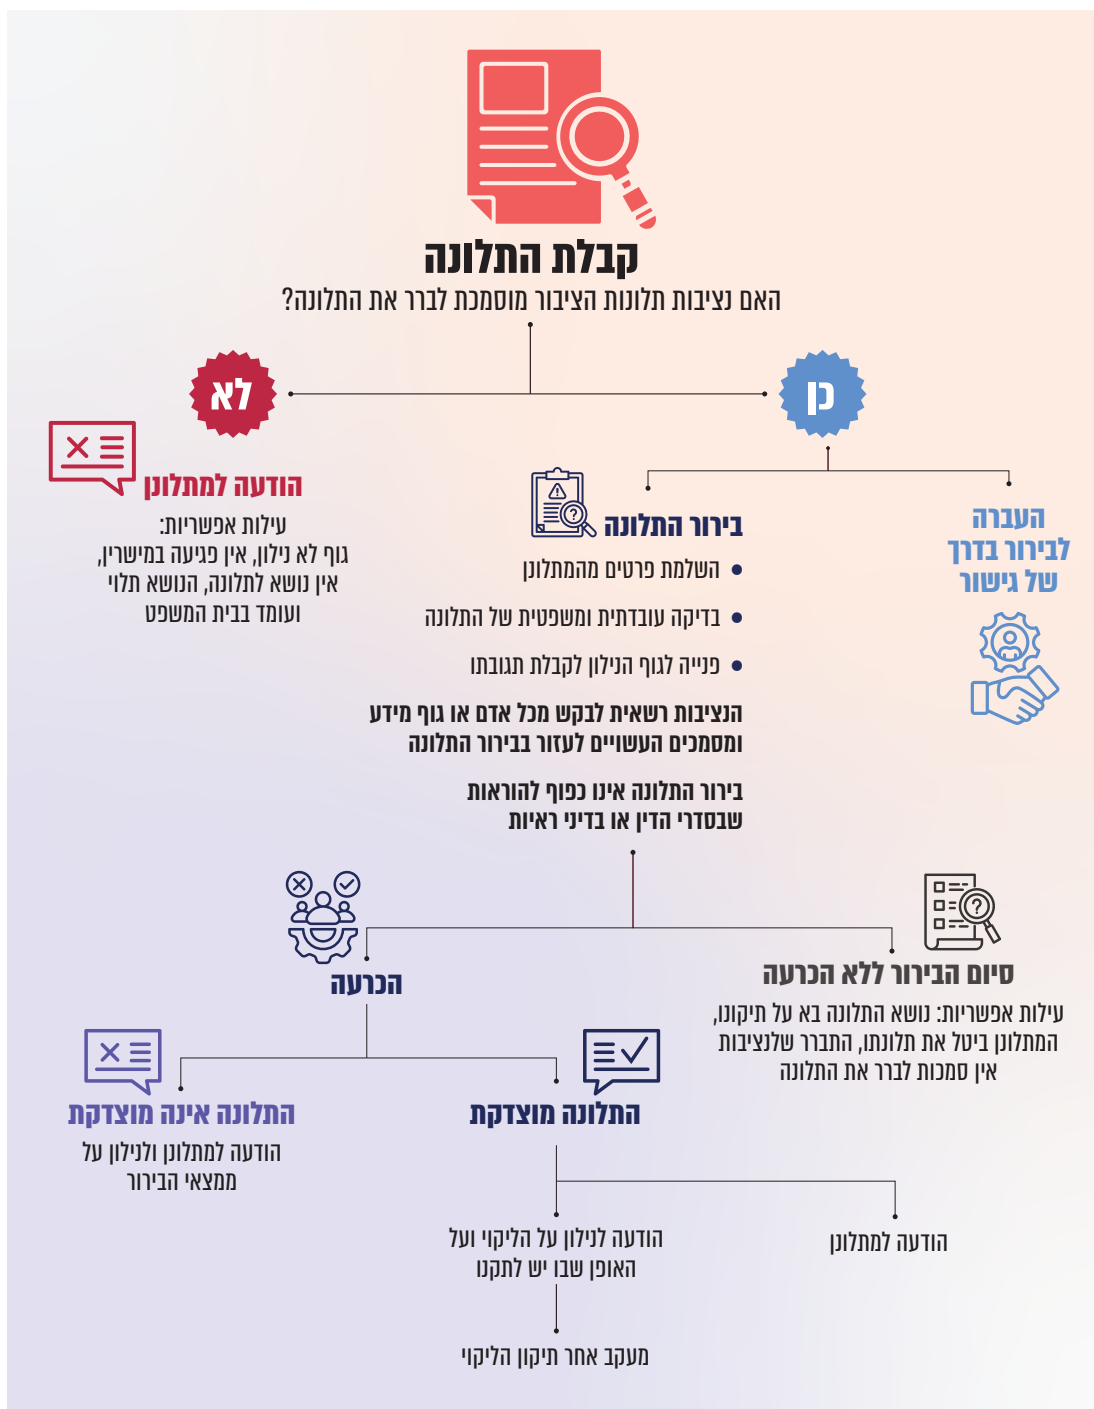 קבלת התלונה
האם נציבות תלונות הציבור מוסמכת לברר את התלונה?
כן
לא
העברה
לבירור בדרך
של גישור
בירור התלונה
• השלמת פרטים מהמתלונן
• בדיקה עובדתית ומשפטית של התלונה
• פנייה לגוף הנילון לקבלת תגובתו
הנציבות רשאית לבקש מכל אדם או גוף מידע
ומסמכים העשויים לעזור בבירור התלונה
בירור התלונה אינו כפוף להוראות
שבסדרי הדין או בדיני ראיות
הודעה למתלונן
עילות אפשריות:
גוף לא נילון, אין פגיעה במישרין,
אין נושא לתלונה, הנושא תלוי
ועומד בבית המשפט
סיום הבירור ללא הכרעה
עילות אפשריות: נושא התלונה בא על תיקונו,
המתלונן ביטל את תלונתו, התברר שלנציבות
אין סמכות לברר את התלונה
הכרעה
התלונה מוצדקת
התלונה אינה מוצדקת
הודעה למתלונן ולנילון על
ממצאי הבירור
הודעה למתלונן
הודעה לנילון על הליקוי ועל
האופן שבו יש לתקנו
מעקב אחר תיקון הליקוי